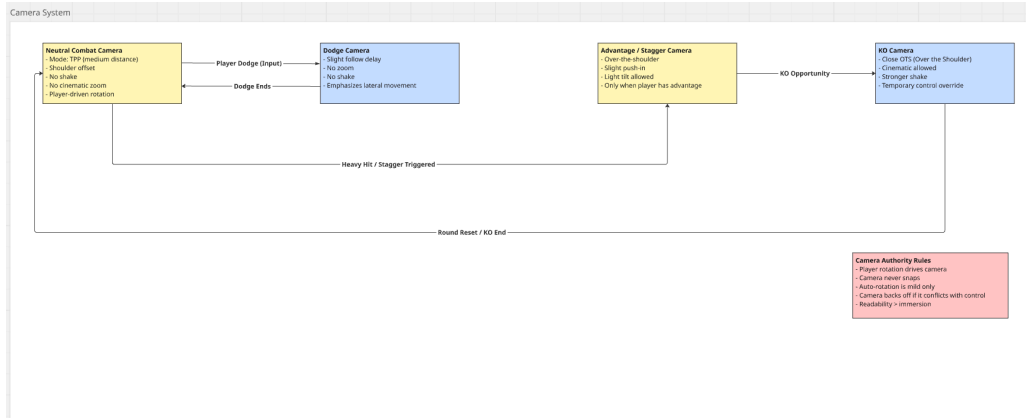 Camera System
Neutral Combat Camera
- Mode: TPP (medium distance)
- Shoulder offset
- No shake
- No cinematic zoom
- Player-driven rotation
Player Dodge (Input)
Dodge Ends
Dodge Camera
- Slight follow delay
- No zoom
- No shake
- Emphasizes lateral movement
Advantage / Stagger Camera
- Over-the-shoulder
- Slight push-in
- Light tilt allowed
- Only when player has advantage
KO Opportunity
KO Camera
- Close OTS (Over the Shoulder)
- Cinematic allowed
- Stronger shake
- Temporary control override
Heavy Hit / Stagger Triggered
Round Reset / KO End
Camera Authority Rules
- Player rotation drives camera
- Camera never snaps
- Auto-rotation is mild only
- Camera backs off if it conflicts with control
- Readability > immersion